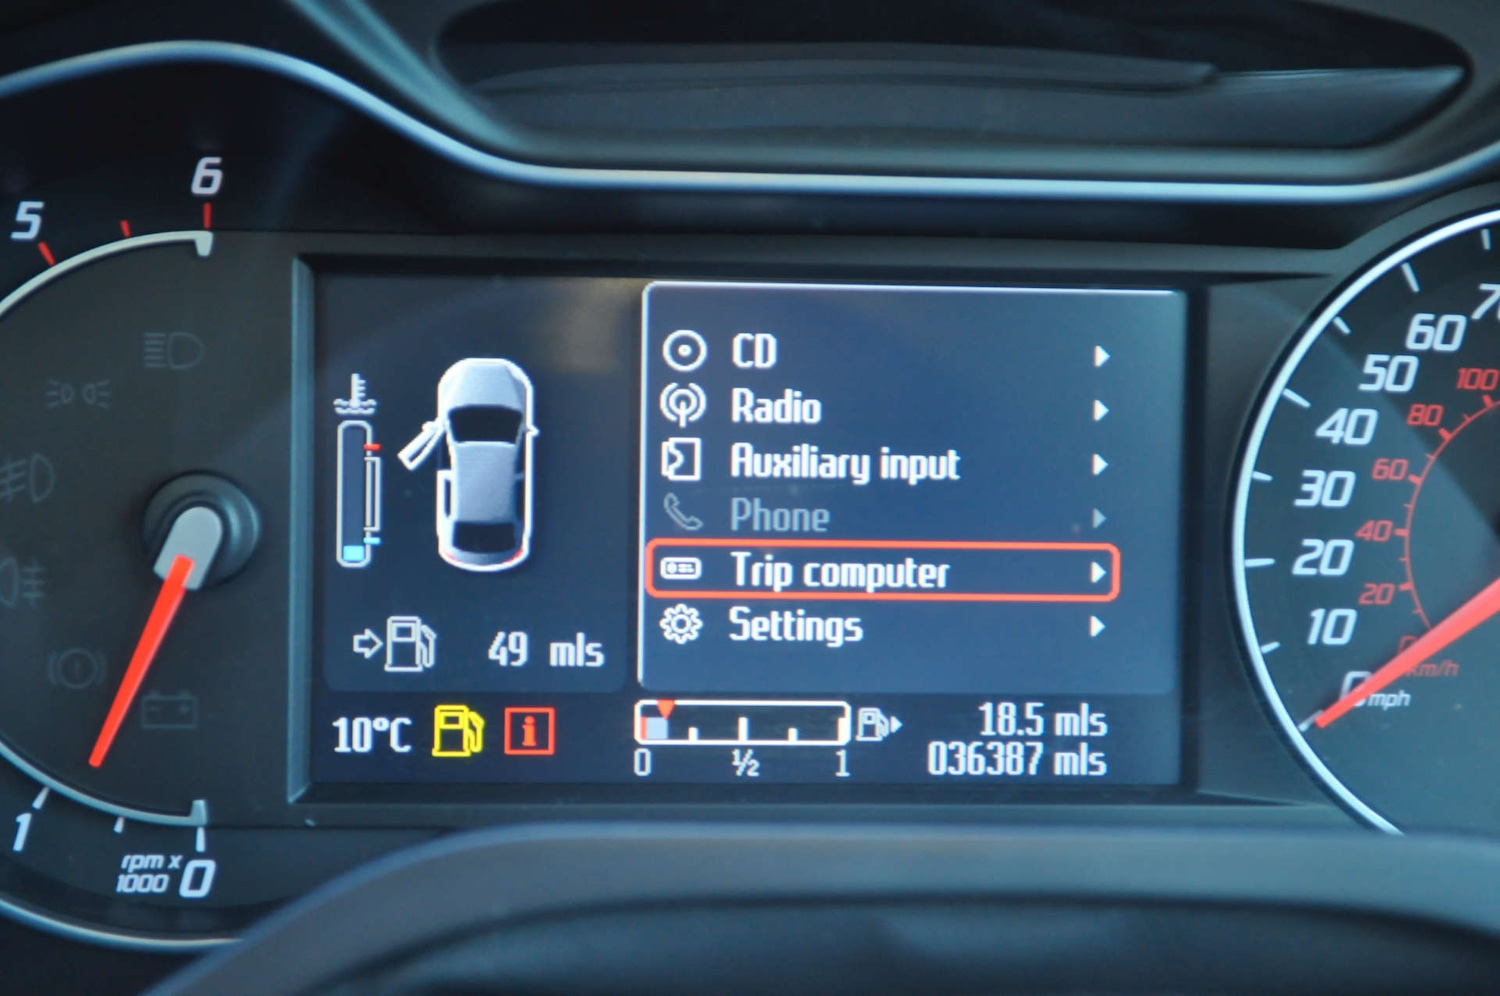 5
6
CD
Radio
Auxiliary input
Phone
Trip computer
Settings
49 mls
10°C
i
0 ½ 1
18.5 mls
036387 mls
1
rpm x
1000
0
60
50
40
30
20
10
0
mph
100
80
60
40
20
km/h